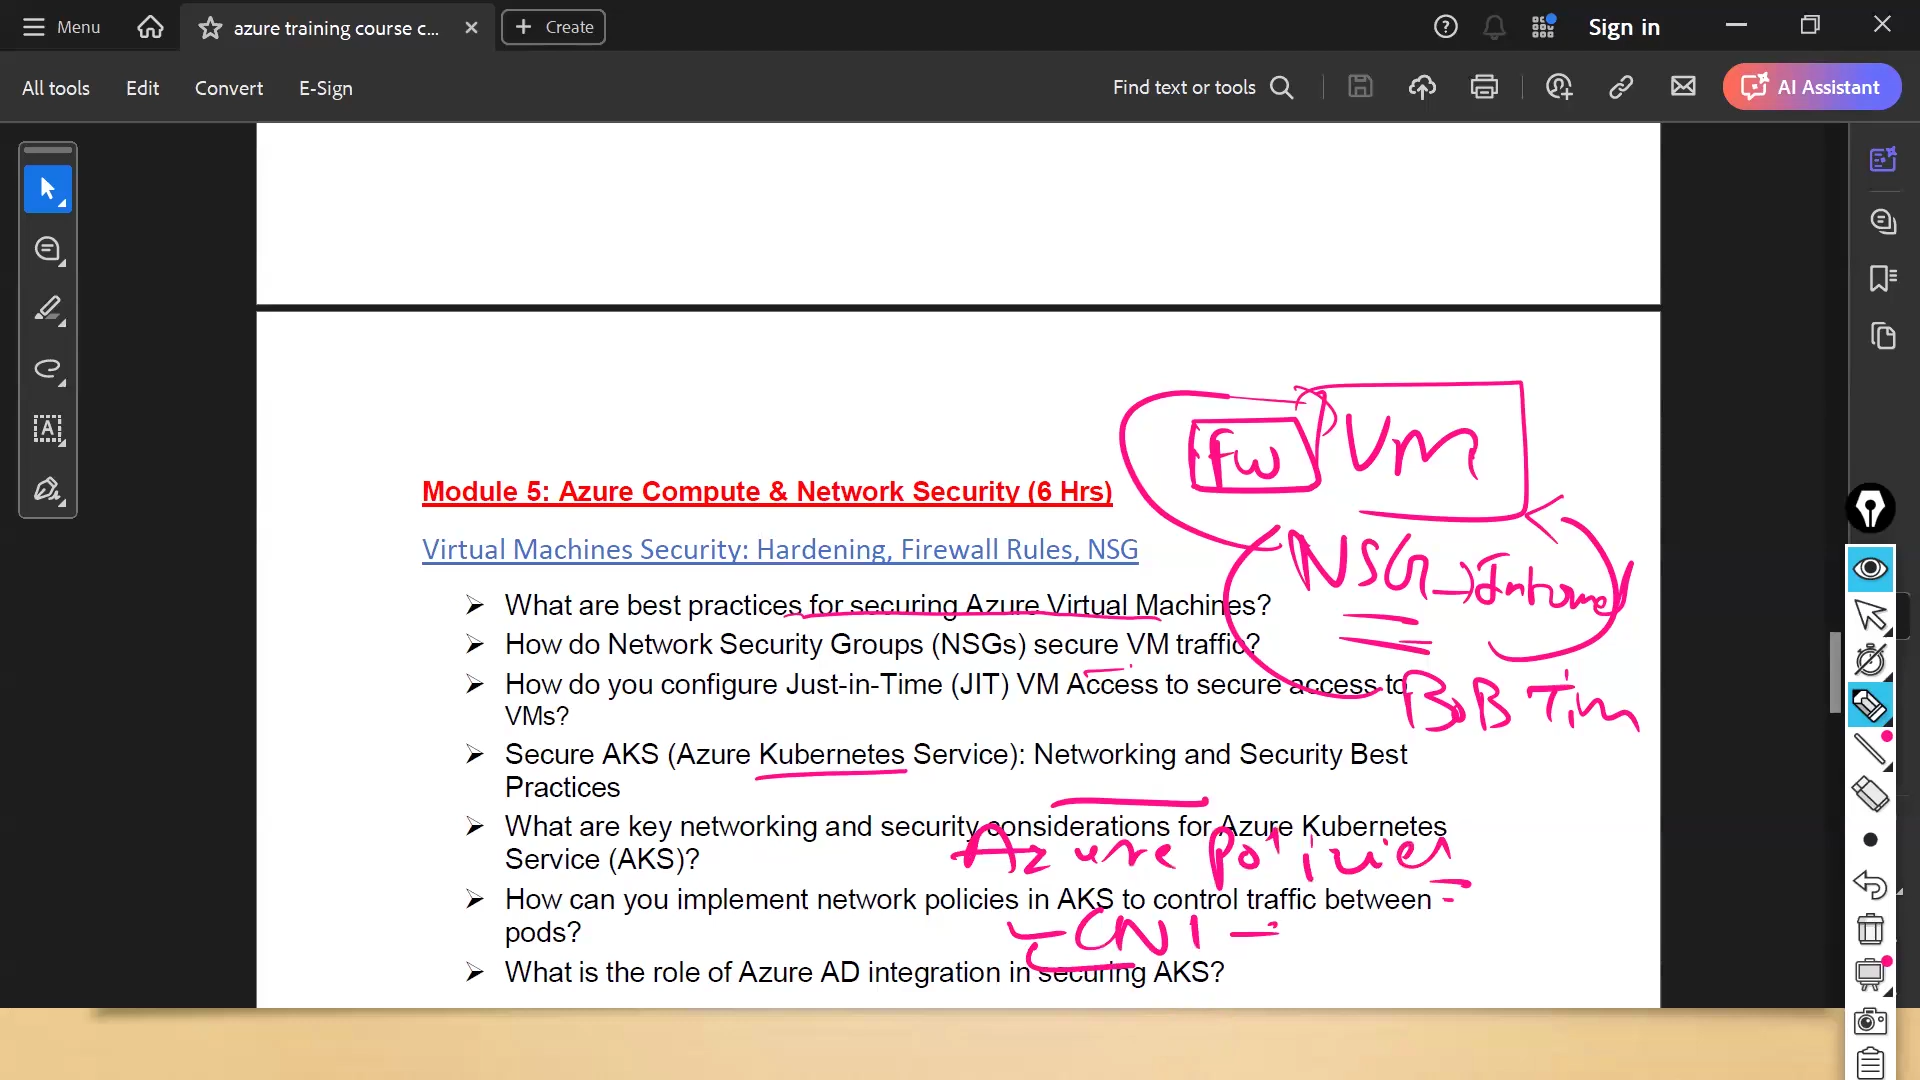 Menu
azure training course c...
Create
Sign in
All tools
Edit
Convert
E-Sign
Find text or tools
AI Assistant
FW
VM
Module 5: Azure Compute & Network Security (6 Hrs)
Virtual Machines Security: Hardening, Firewall Rules, NSG
NSG
➢ What are best practices for securing Azure Virtual Machines?
➢ How do Network Security Groups (NSGs) secure VM traffic?
➢ How do you configure Just-in-Time (JIT) VM Access to secure access to
VMs?
BOB Tim
➢ Secure AKS (Azure Kubernetes Service): Networking and Security Best
Practices
➢ What are key networking and security considerations for Azure Kubernetes
Service (AKS)?
Azure policies
➢ How can you implement network policies in AKS to control traffic between
pods?
CNI
➢ What is the role of Azure AD integration in securing AKS?